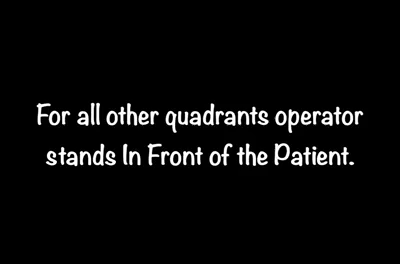 For all other quadrants operator
stands In Front of the Patient.